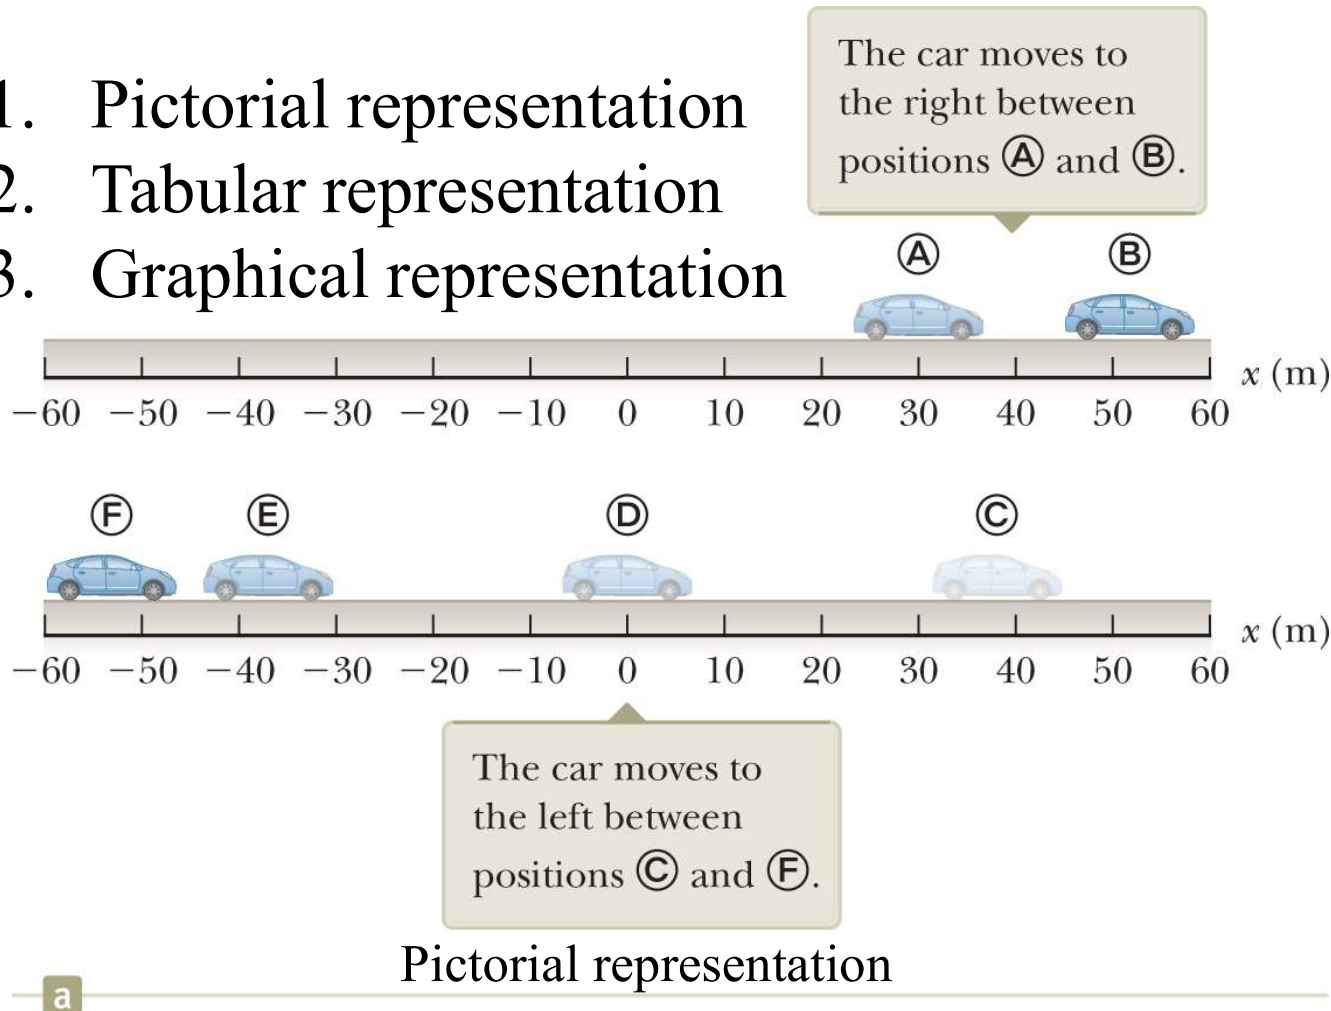 1. Pictorial representation
2. Tabular representation
3. Graphical representation
The car moves to
the right between
positions Ⓐ and Ⓑ.
Ⓐ Ⓑ
x (m)
−60 −50 −40 −30 −20 −10 0 10 20 30 40 50 60
Ⓕ Ⓔ Ⓓ Ⓒ
x (m)
−60 −50 −40 −30 −20 −10 0 10 20 30 40 50 60
The car moves to
the left between
positions Ⓒ and Ⓕ.
Pictorial representation
a